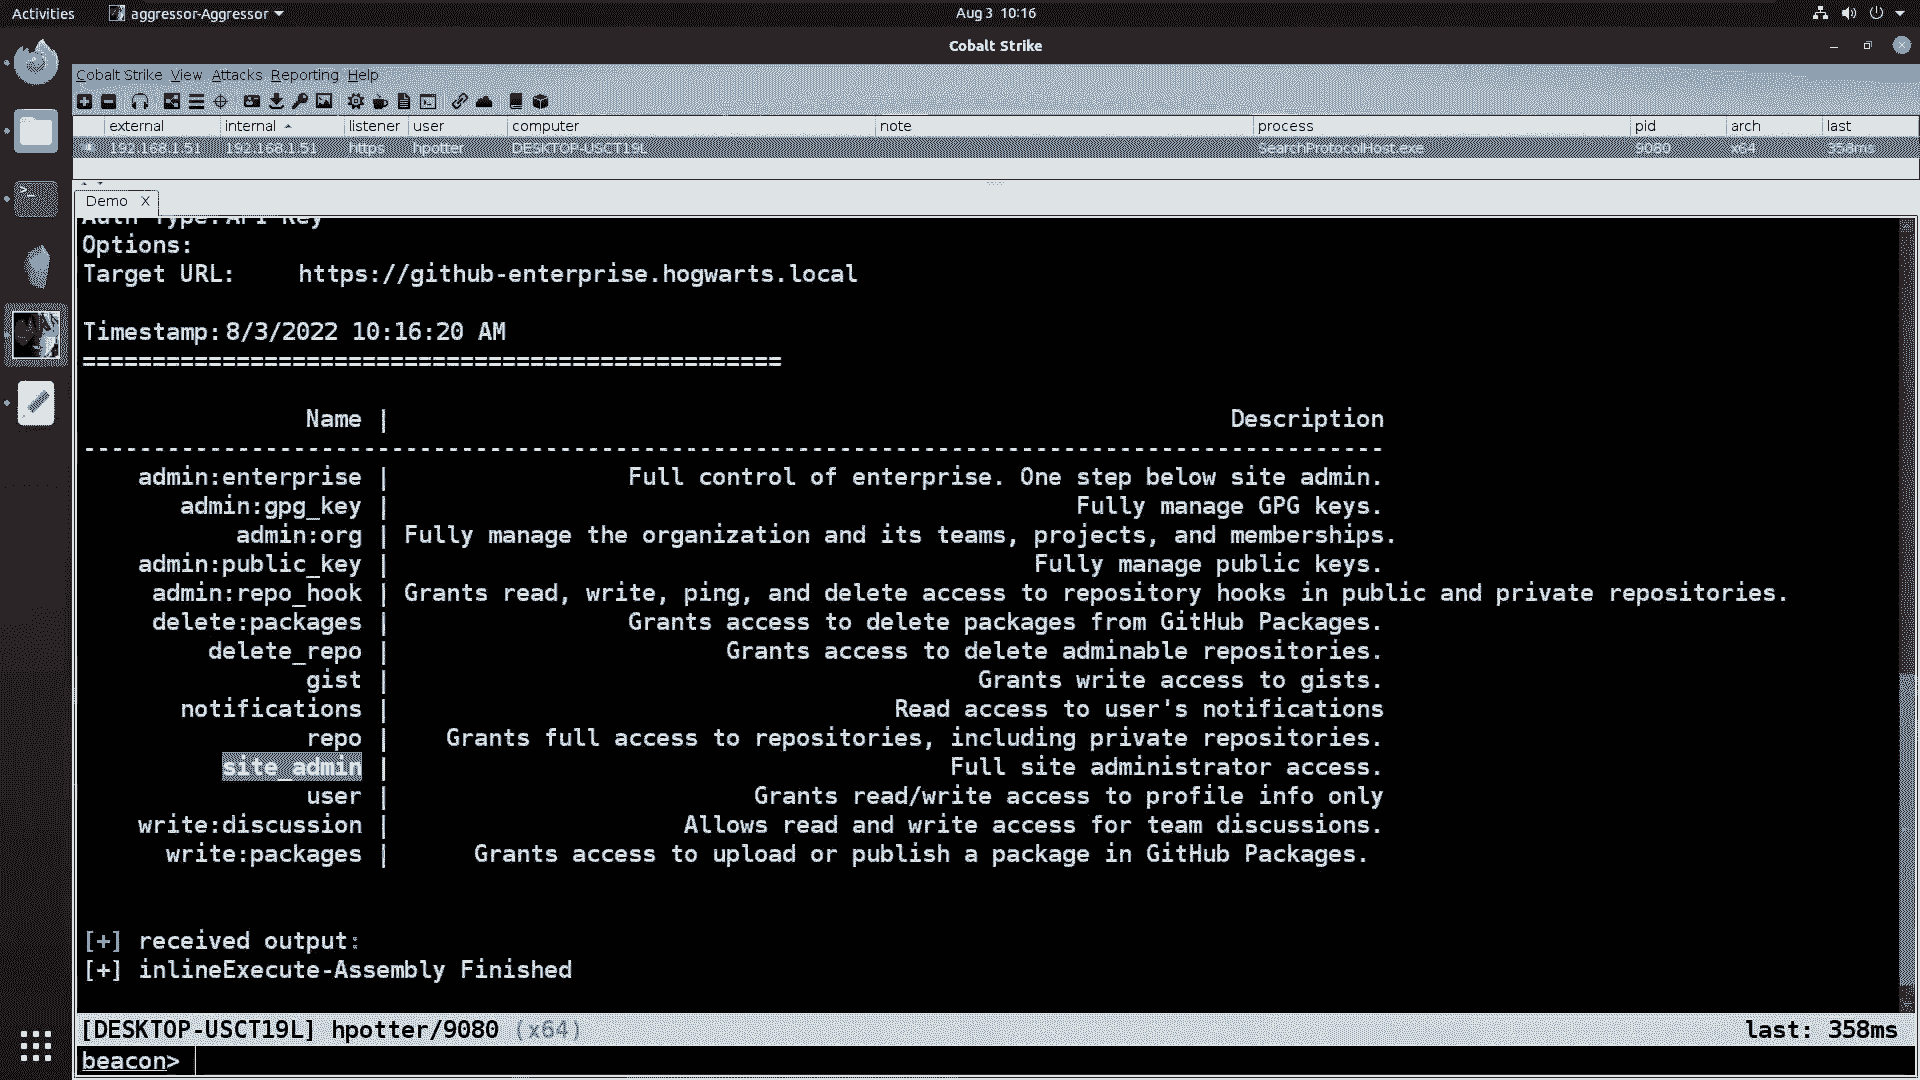 Activities aggressor-Aggressor Aug 3 10:16
Cobalt Strike
Cobalt Strike View Attacks Reporting Help
external internal listener user computer note process pid arch last
192.168.1.51 192.168.1.51 https hpotter DESKTOP-USCT19L SearchProtocolHost.exe 9080 x64 358ms
Demo X
Auth Type: API Key
Options:
Target URL: https://github-enterprise.hogwarts.local
Timestamp: 8/3/2022 10:16:20 AM
==================================================
Name | Description
---------------------------------------------------------------------------------------------
admin:enterprise | Full control of enterprise. One step below site admin.
admin:gpg_key | Fully manage GPG keys.
admin:org | Fully manage the organization and its teams, projects, and memberships.
admin:public_key | Fully manage public keys.
admin:repo_hook | Grants read, write, ping, and delete access to repository hooks in public and private repositories.
delete:packages | Grants access to delete packages from GitHub Packages.
delete_repo | Grants access to delete adminable repositories.
gist | Grants write access to gists.
notifications | Read access to user's notifications
repo | Grants full access to repositories, including private repositories.
site_admin | Full site administrator access.
user | Grants read/write access to profile info only
write:discussion | Allows read and write access for team discussions.
write:packages | Grants access to upload or publish a package in GitHub Packages.
[+] received output:
[+] inlineExecute-Assembly Finished
[DESKTOP-USCT19L] hpotter/9080 (x64) last: 358ms
beacon>